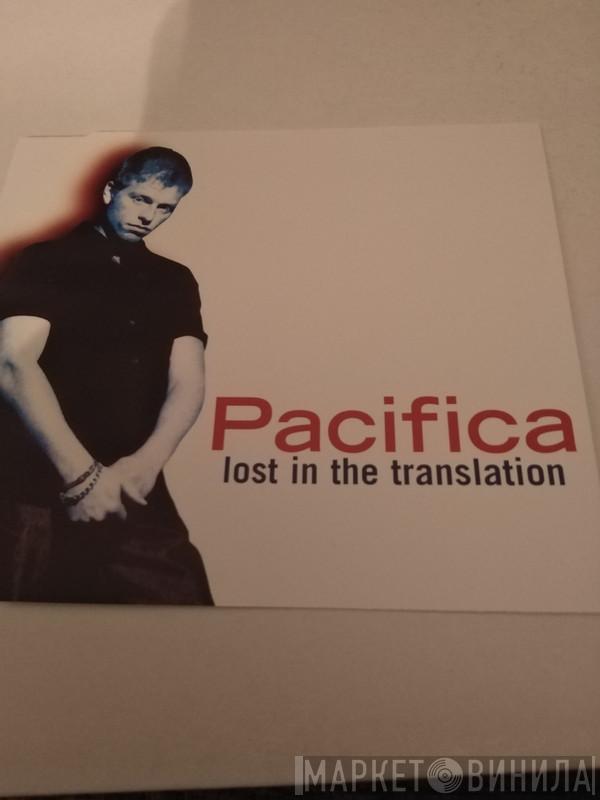 Pacifica
lost in the translation
МАРКЕТ ВИНИЛА